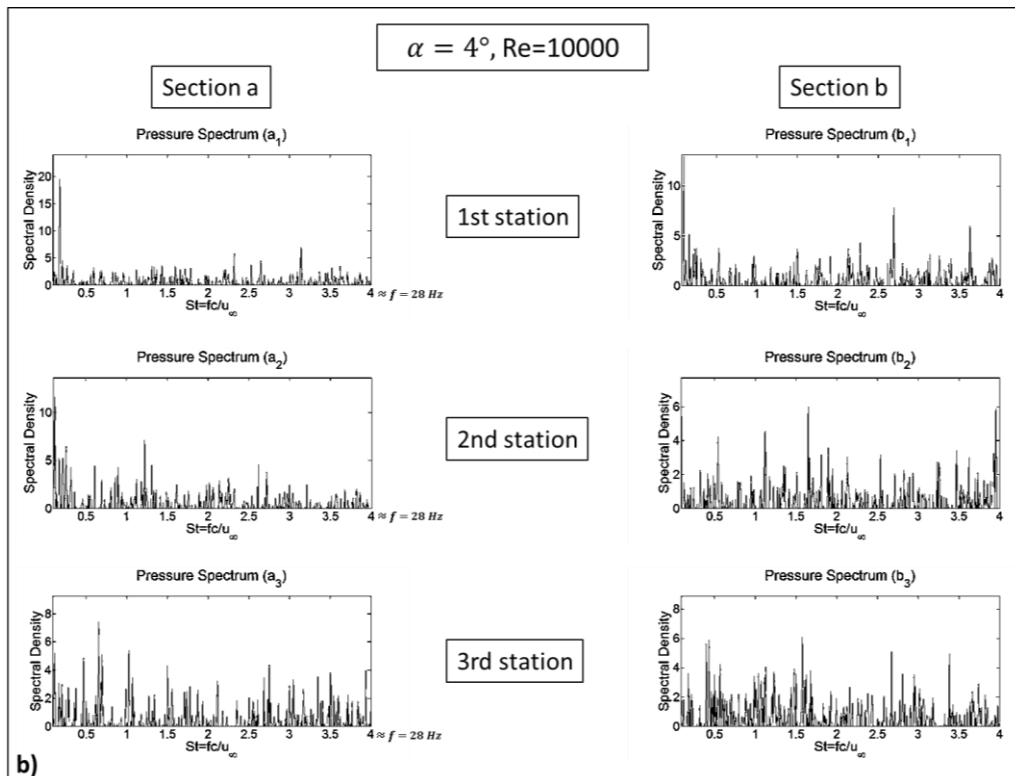 α = 4°, Re=10000
Section a
Section b
Pressure Spectrum (a1)
Spectral Density
20
15
10
5
0
0.5 1 1.5 2 2.5 3 3.5 4
≈ f = 28 Hz
St=fc/u∞
1st station
Pressure Spectrum (b1)
Spectral Density
10
5
0
0.5 1 1.5 2 2.5 3 3.5 4
St=fc/u∞
Pressure Spectrum (a2)
Spectral Density
10
5
0
0.5 1 1.5 2 2.5 3 3.5 4
≈ f = 28 Hz
St=fc/u∞
2nd station
Pressure Spectrum (b2)
Spectral Density
6
4
2
0
0.5 1 1.5 2 2.5 3 3.5 4
St=fc/u∞
Pressure Spectrum (a3)
Spectral Density
8
6
4
2
0
0.5 1 1.5 2 2.5 3 3.5 4
≈ f = 28 Hz
St=fc/u∞
3rd station
Pressure Spectrum (b3)
Spectral Density
8
6
4
2
0
0.5 1 1.5 2 2.5 3 3.5 4
St=fc/u∞
b)